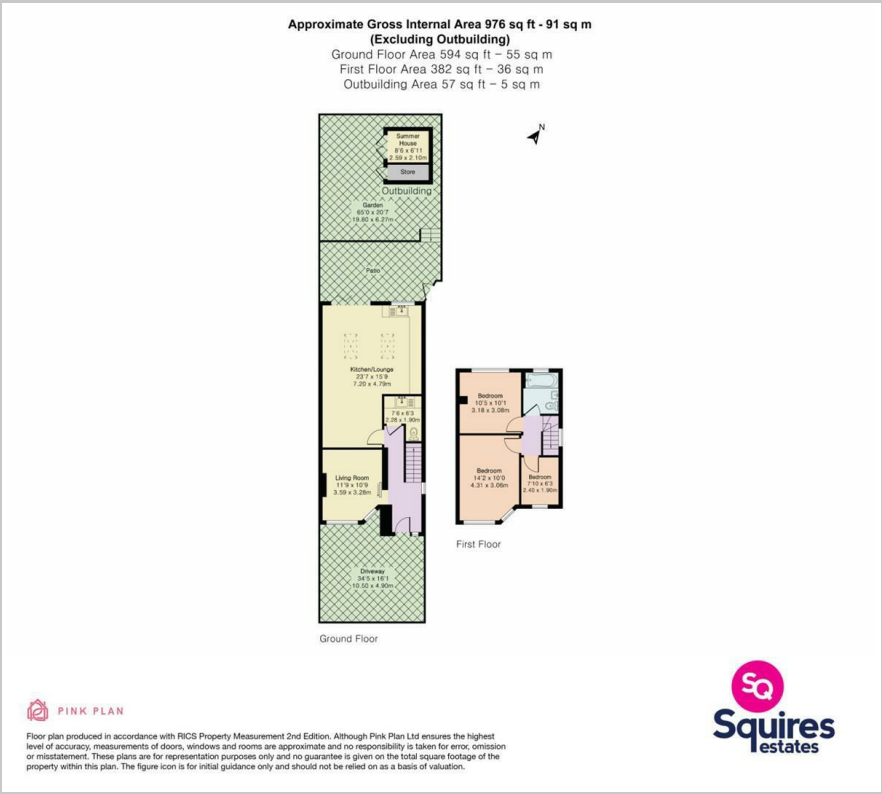 Approximate Gross Internal Area 976 sq ft - 91 sq m
(Excluding Outbuilding)
Ground Floor Area 594 sq ft – 55 sq m
First Floor Area 382 sq ft – 36 sq m
Outbuilding Area 57 sq ft – 5 sq m
N
Summer
House
8'6 x 6'11
2.59 x 2.10m
Store
Outbuilding
Garden
65'0 x 20'7
19.80 x 6.27m
Patio
Kitchen/Lounge
23'7 x 15'9
7.20 x 4.79m
7'6 x 6'3
2.28 x 1.90m
Living Room
11'9 x 10'9
3.59 x 3.28m
Driveway
34'5 x 16'1
10.50 x 4.90m
Ground Floor
Bedroom
10'5 x 10'1
3.18 x 3.08m
Bedroom
14'2 x 10'0
4.31 x 3.06m
Bedroom
7'10 x 6'3
2.40 x 1.90m
First Floor
PINK PLAN
Floor plan produced in accordance with RICS Property Measurement 2nd Edition. Although Pink Plan Ltd ensures the highest
level of accuracy, measurements of doors, windows and rooms are approximate and no responsibility is taken for error, omission
or misstatement. These plans are for representation purposes only and no guarantee is given on the total square footage of the
property within this plan. The figure icon is for initial guidance only and should not be relied on as a basis of valuation.
SQ
Squires
estates